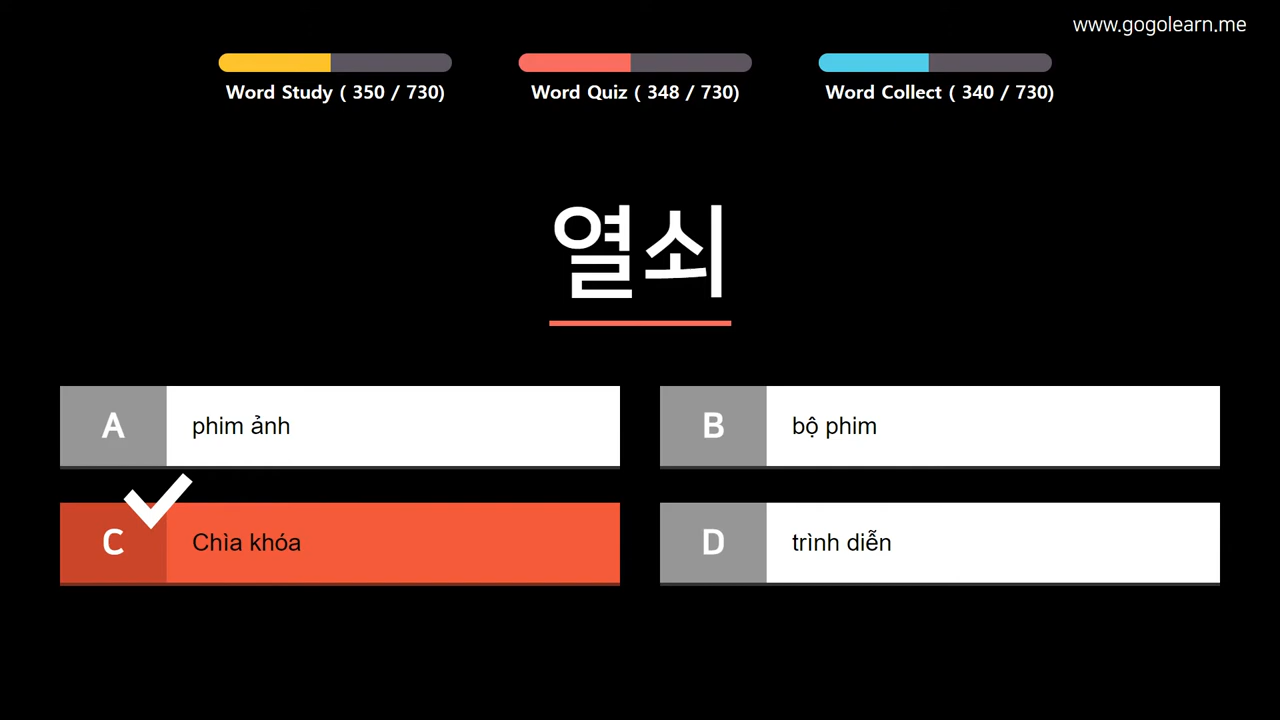 www.gogolearn.me
Word Study ( 350 / 730)
Word Quiz ( 348 / 730)
Word Collect ( 340 / 730)
열쇠
A phim ảnh
B bộ phim
C Chìa khóa
D trình diễn